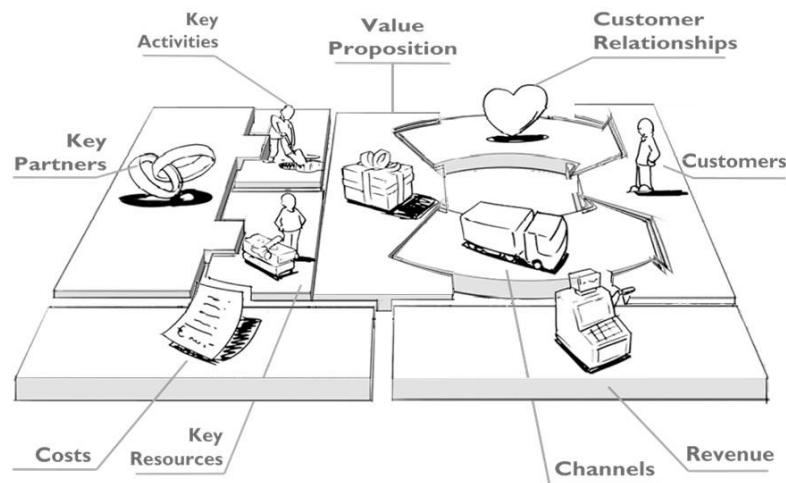 Key
Activities
Value
Proposition
Customer
Relationships
Key
Partners
Customers
Costs
Key
Resources
Channels
Revenue